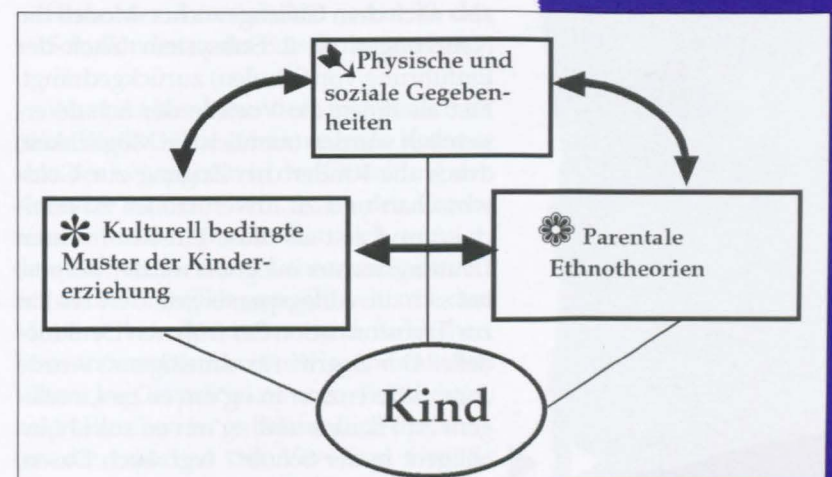 Physische und
soziale Gegeben-
heiten
Kulturell bedingte
Muster der Kinder-
erziehung
Parentale
Ethnotheorien
Kind